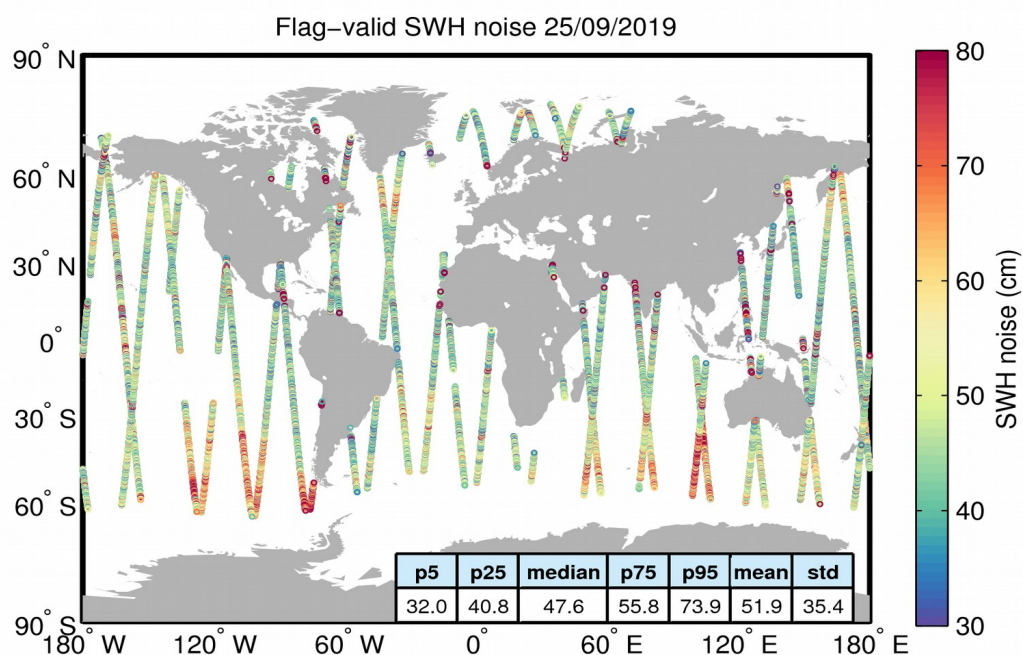 Flag-valid SWH noise 25/09/2019
90° N
60° N
30° N
0°
30° S
60° S
90° S
180° W
120° W
60° W
0°
60° E
120° E
180° E
80
70
60
50
40
30
SWH noise (cm)
p5 p25 median p75 p95 mean std
32.0 40.8 47.6 55.8 73.9 51.9 35.4